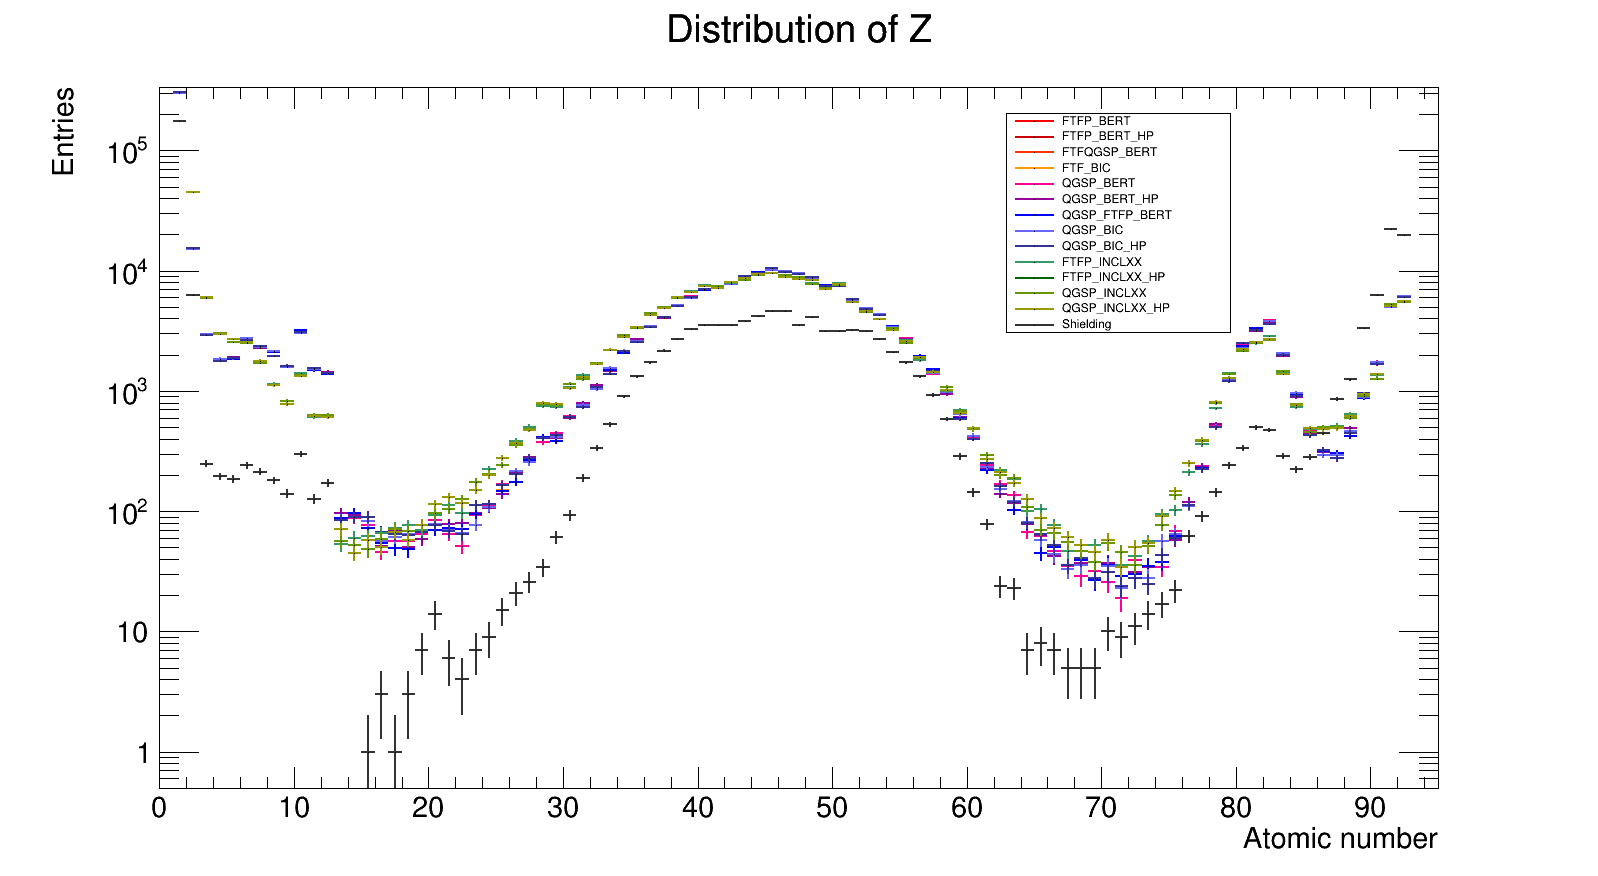 Distribution of Z
Entries
10^5
10^4
10^3
10^2
10
1
FTFP_BERT
FTFP_BERT_HP
FTFQGSP_BERT
FTF_BIC
QGSP_BERT
QGSP_BERT_HP
QGSP_FTFP_BERT
QGSP_BIC
QGSP_BIC_HP
FTFP_INCLXX
FTFP_INCLXX_HP
QGSP_INCLXX
QGSP_INCLXX_HP
Shielding
0 10 20 30 40 50 60 70 80 90
Atomic number